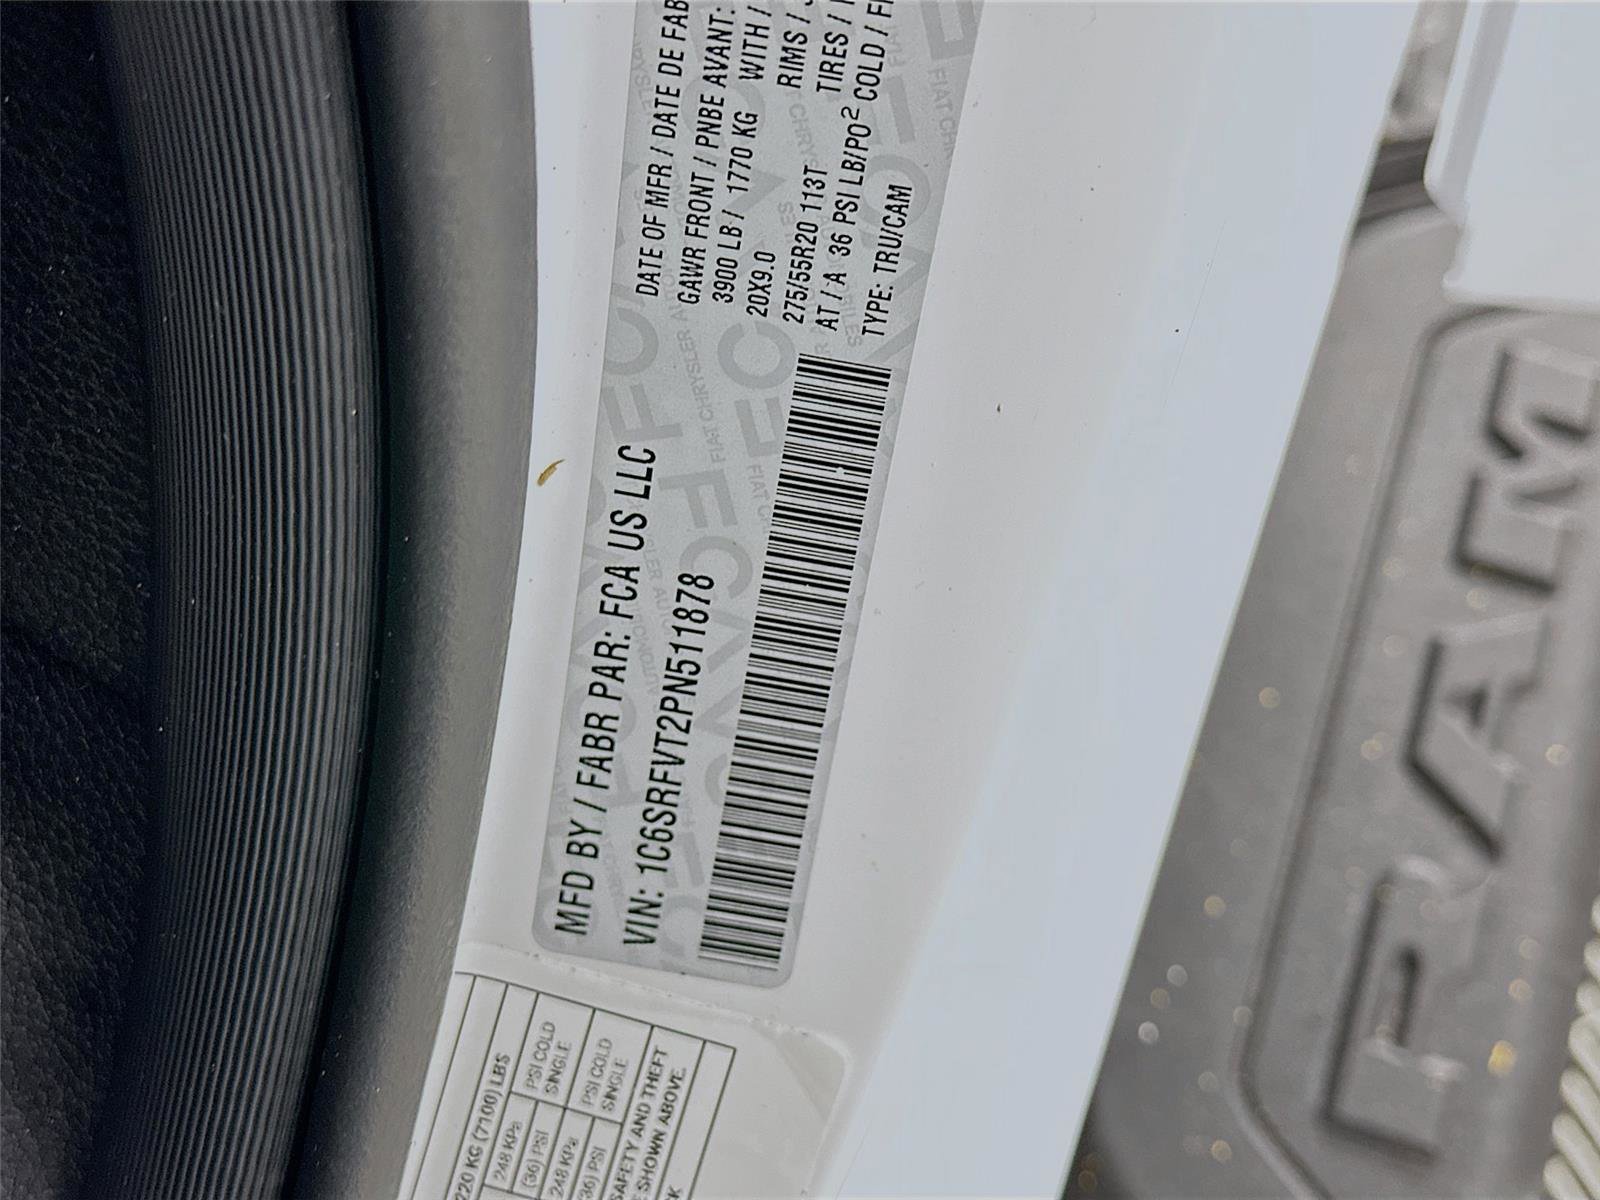 MFD BY / FABR PAR: FCA US LLC
VIN: 1C6SRFVT2PN511878
DATE OF MFR / DATE DE FAB
GAWR FRONT / PNBE AVANT:
3900 LB / 1770 KG WITH /
20X9.0 RIMS /
275/55R20 113T TIRES /
AT / A 36 PSI LB/PO² COLD /
TYPE: TRU/CAM
(7100) LBS
248 KPa PSI COLD
(36) PSI SINGLE
248 KPa PSI COLD
PSI SINGLE
SAFETY AND THEFT
SHOWN ABOVE
RAM